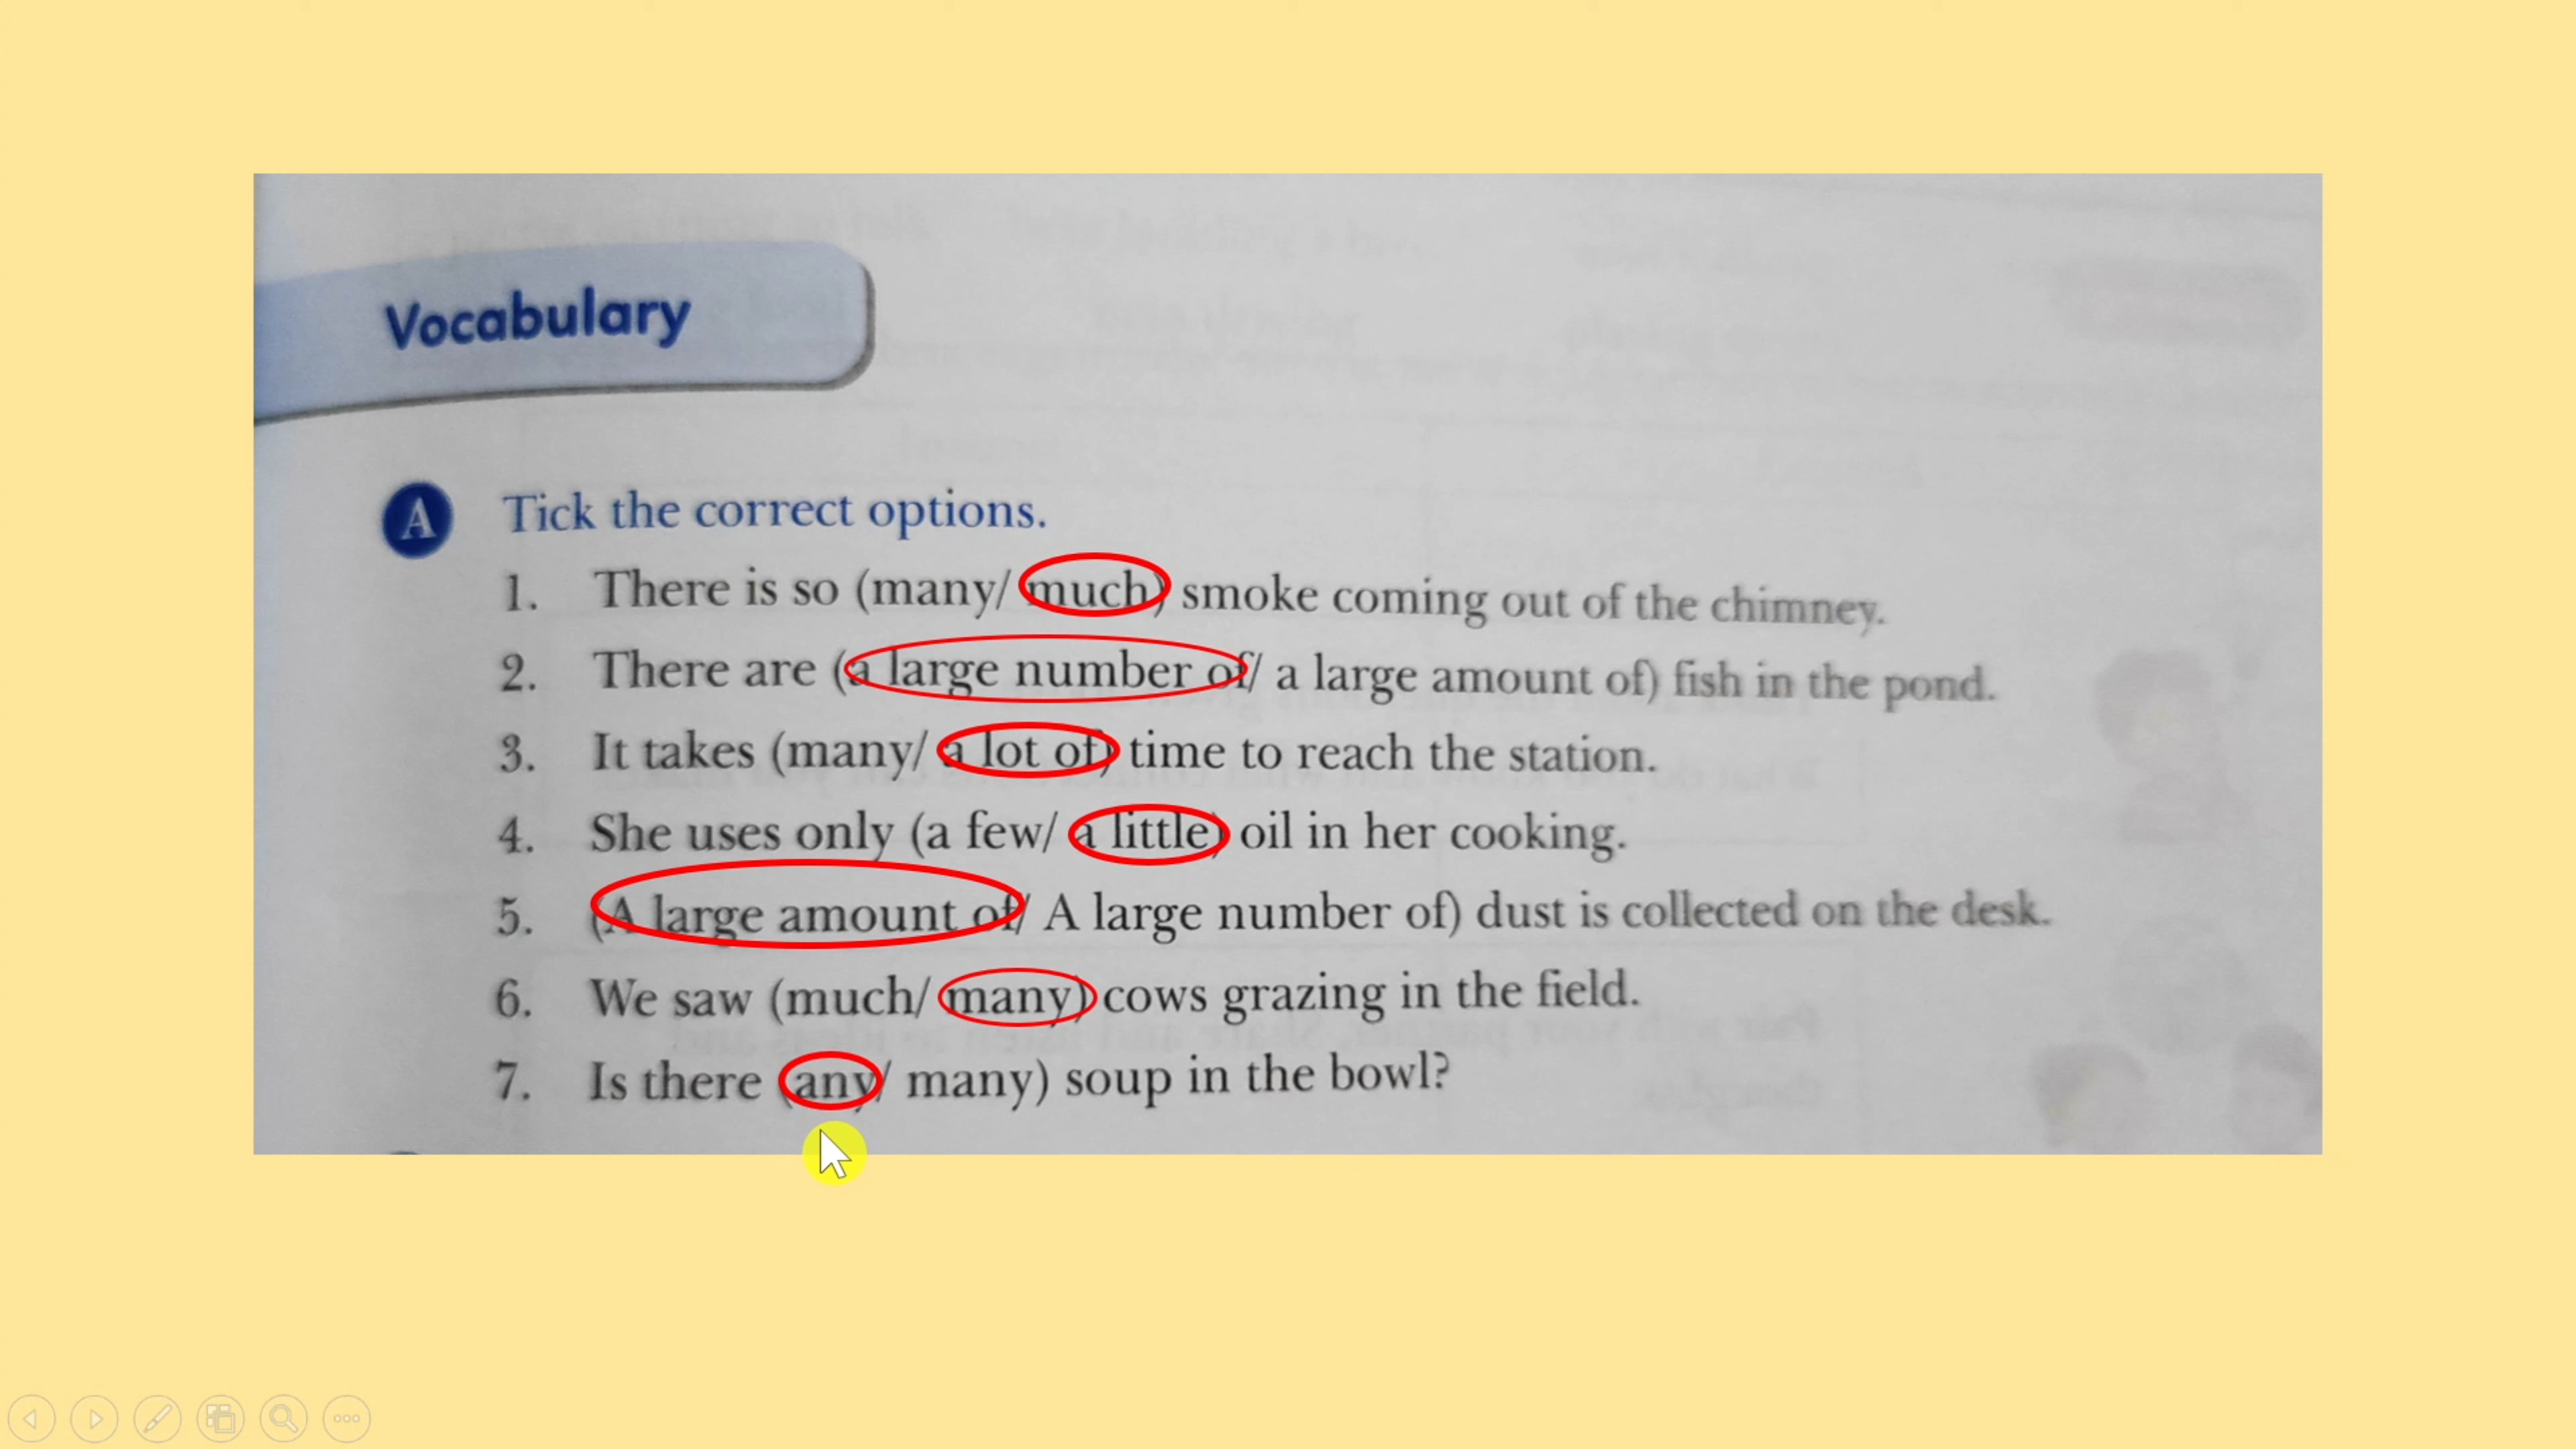 Vocabulary
A Tick the correct options.
1. There is so (many/ much) smoke coming out of the chimney.
2. There are (a large number of/ a large amount of) fish in the pond.
3. It takes (many/ a lot of) time to reach the station.
4. She uses only (a few/ a little) oil in her cooking.
5. (A large amount of/ A large number of) dust is collected on the desk.
6. We saw (much/ many) cows grazing in the field.
7. Is there (any/ many) soup in the bowl?